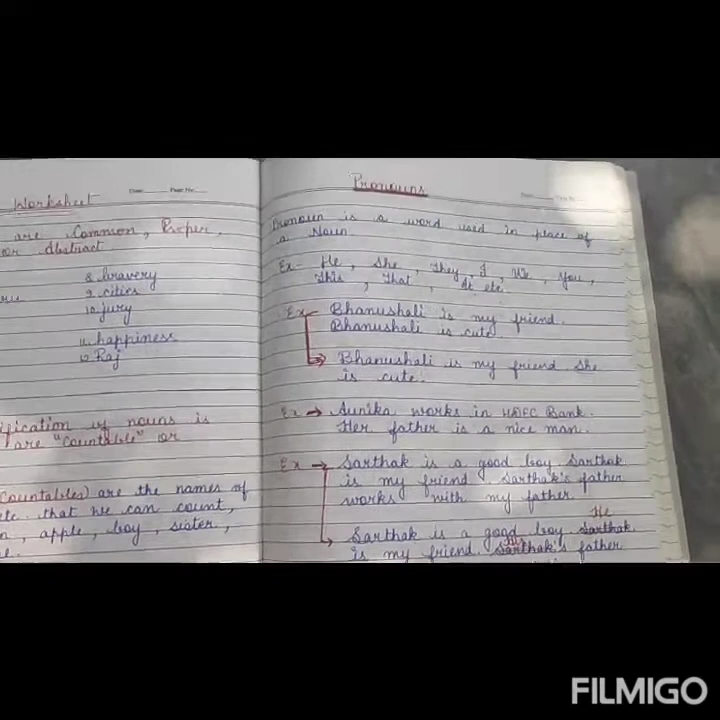 Worksheet
are Common, Proper,
or Abstract
8. bravery
9. cities
10. jury
11. happiness
12. Raj
ification of nouns is
are "Countable" or
Countables) are the names of
etc. that we can count,
n, apple, boy, sister,
Page No.
Pronouns
Pronoun is a word used in place of
a Noun
Ex- He, She, They, I, We, You,
This, That, It etc.
Ex Bhanushali is my friend.
Bhanushali is cute.
Bhanushali is my friend. She
is cute.
Ex → Aunika works in HDFC Bank.
Her father is a nice man.
Ex → Sarthak is a good boy. Sarthak
is my friend. Sarthak's father
works with my father.
He
Sarthak is a good boy Sarthak
is my friend. Sarthak's father
FILMIGO